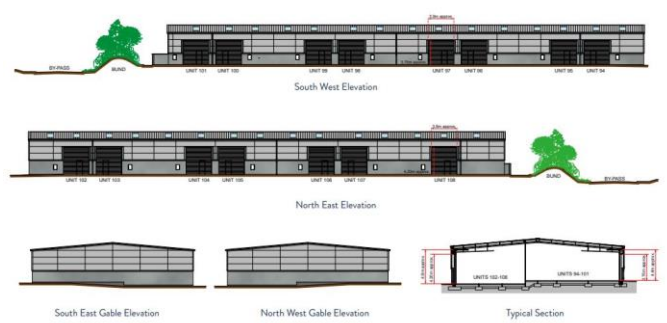 2.9m approx.
BY-PASS
BUND
UNIT 101 UNIT 100 UNIT 99 UNIT 98 UNIT 97 UNIT 96 UNIT 95 UNIT 94
South West Elevation
BUND
BY-PASS
UNIT 102 UNIT 103 UNIT 104 UNIT 105 UNIT 106 UNIT 107 UNIT 108
North East Elevation
UNITS 102-108 UNITS 94-101
South East Gable Elevation North West Gable Elevation Typical Section